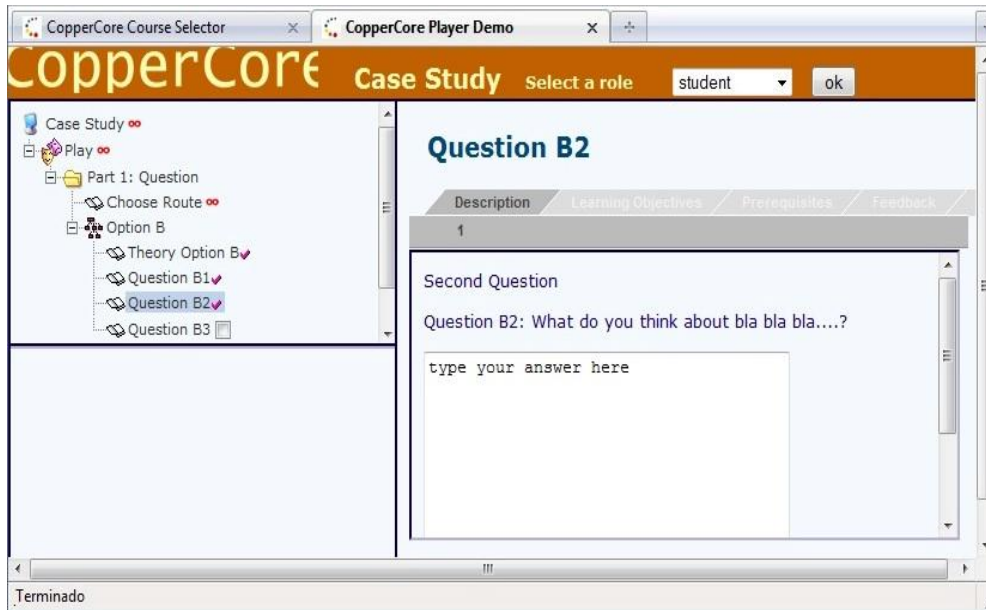 CopperCore Course Selector
CopperCore Player Demo
CopperCore
Case Study
Select a role
student
ok
Case Study
Play
Part 1: Question
Choose Route
Option B
Theory Option B
Question B1
Question B2
Question B3
Question B2
Description
Learning Objectives
Prerequisites
Feedback
1
Second Question
Question B2: What do you think about bla bla bla....?
type your answer here
Terminado